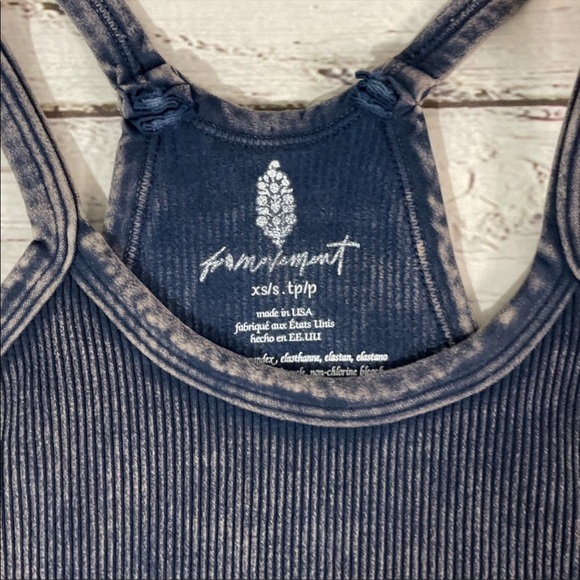 movement
xs/s . tp/p
made in USA
fabriqué aux États Unis
hecho en EE.UU
elasthanne, elastan, elastano
non-chlorine bleach